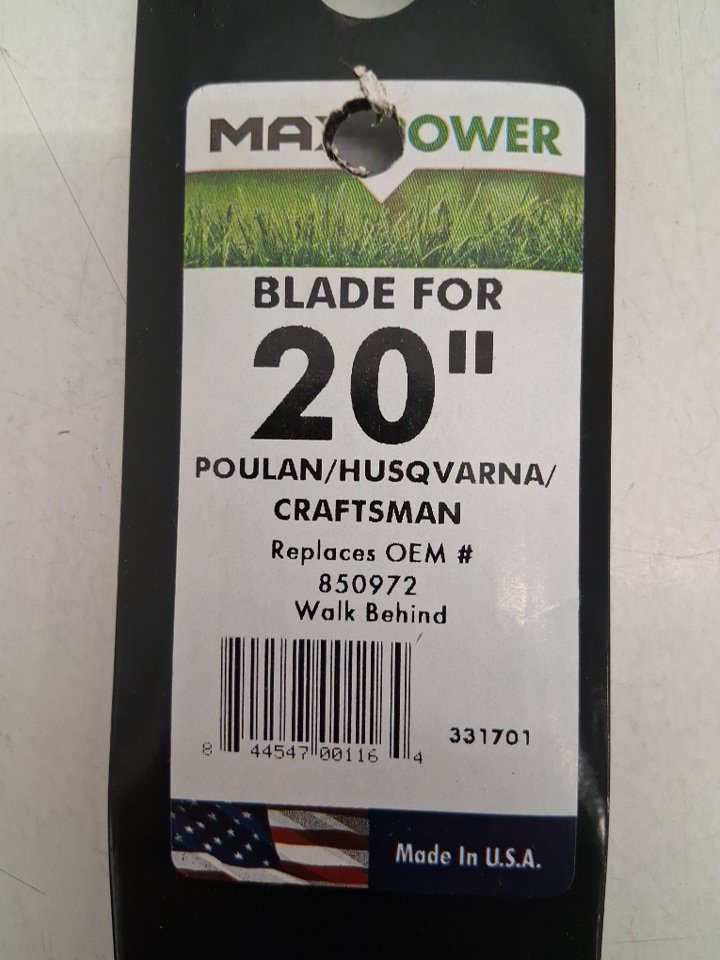 MAX POWER
BLADE FOR
20"
POULAN/HUSQVARNA/
CRAFTSMAN
Replaces OEM #
850972
Walk Behind
8 44547 00116 4
331701
Made In U.S.A.